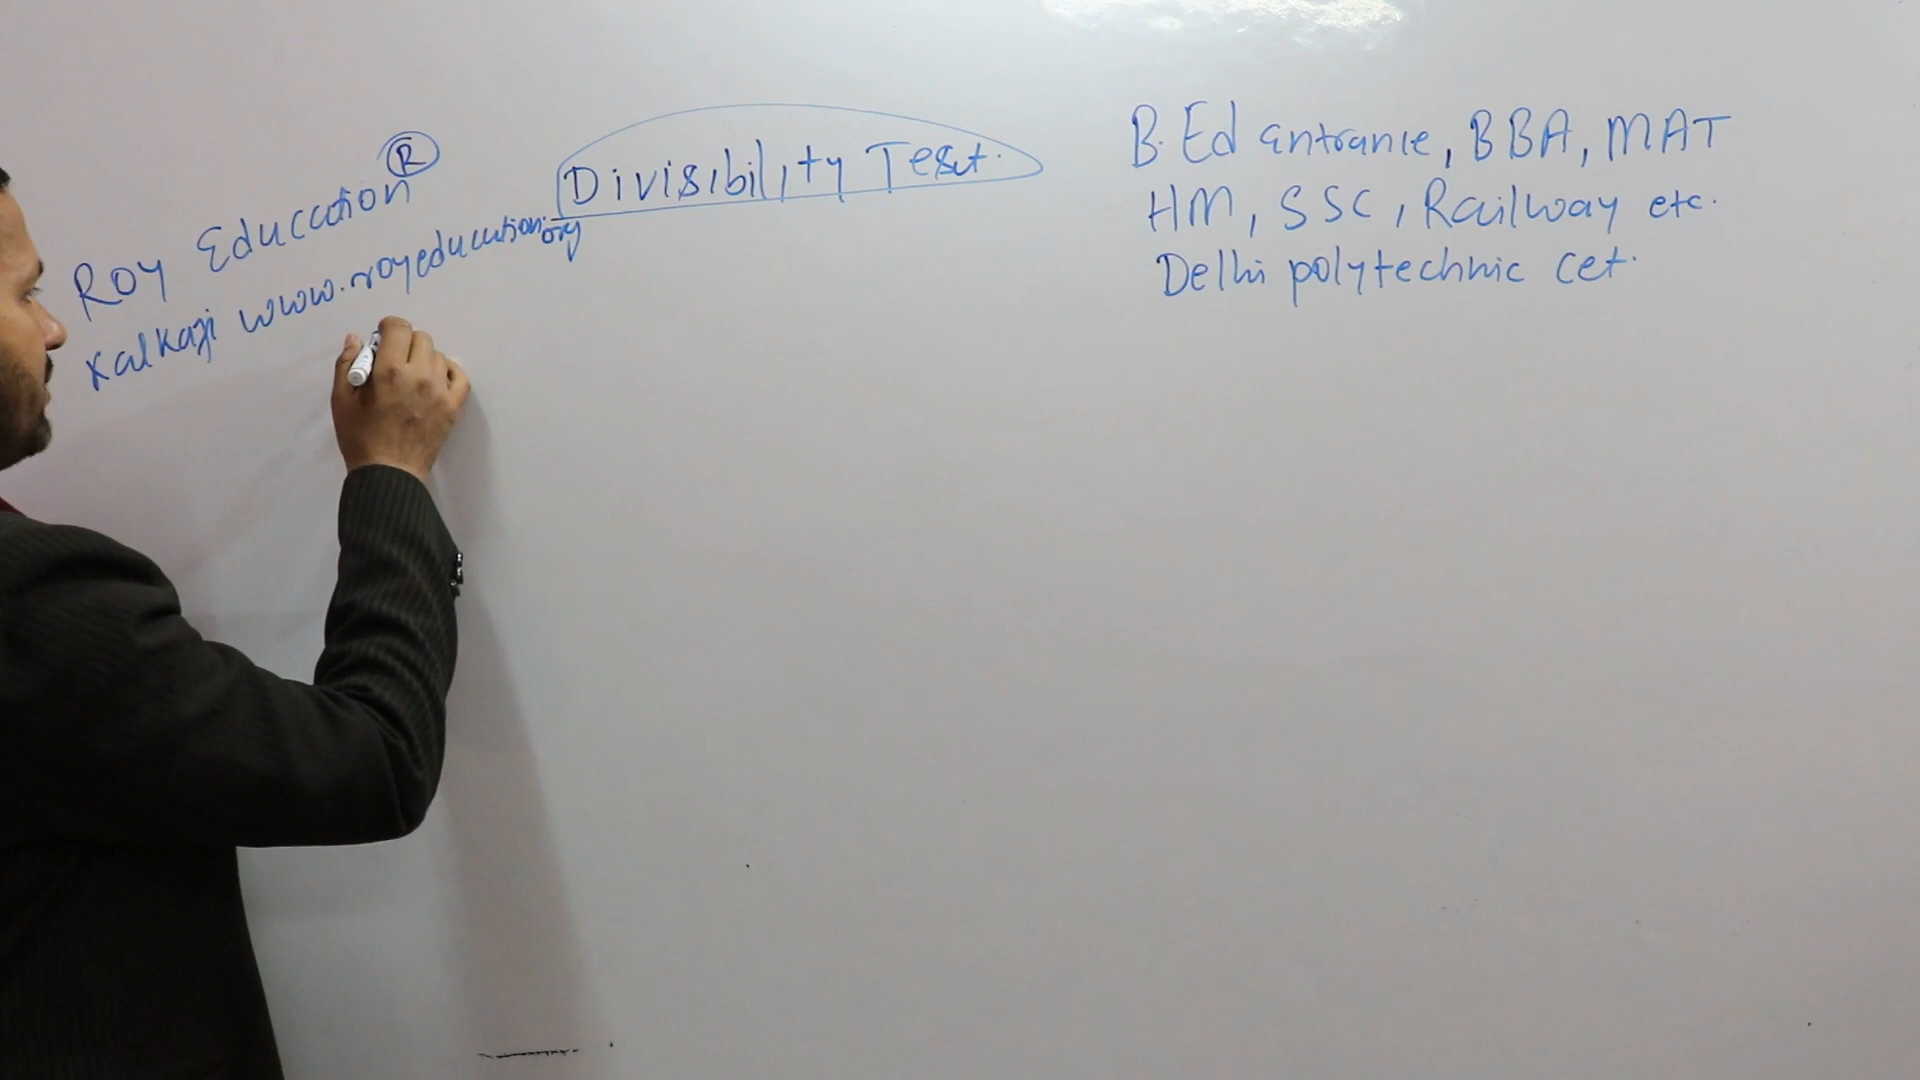 Roy Education ®
Kalkaji www.royeducation.org
Divisibility Test.
B.Ed entrance, BBA, MAT
HM, SSC, Railway etc.
Delhi polytechnic cet.